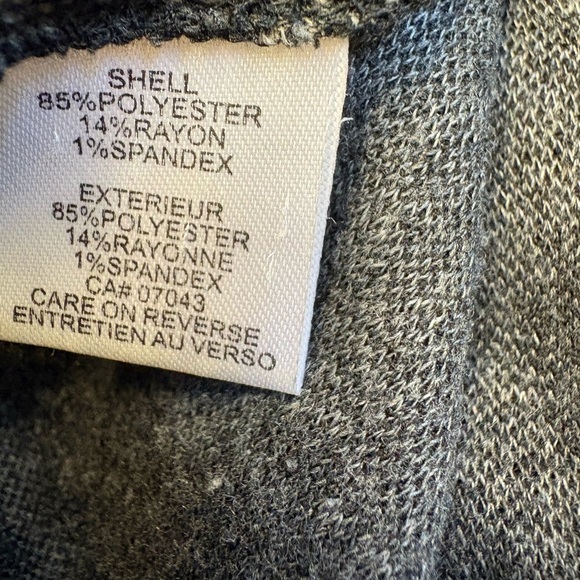 SHELL
85%POLYESTER
14%RAYON
1%SPANDEX
EXTERIEUR
85%POLYESTER
14%RAYONNE
1%SPANDEX
CA# 07043
CARE ON REVERSE
ENTRETIEN AU VERSO